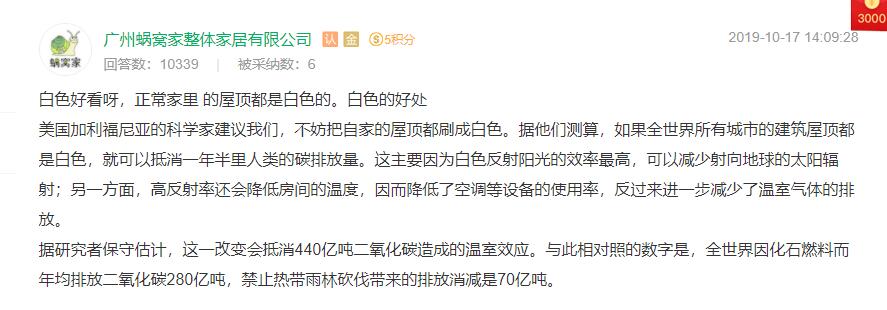 3000
广州蜗窝家整体家居有限公司 认 金 5积分
2019-10-17 14:09:28
蜗窝家
回答数：10339 | 被采纳数：6
白色好看呀，正常家里 的屋顶都是白色的。白色的好处
美国加利福尼亚的科学家建议我们，不妨把自家的屋顶都刷成白色。据他们测算，如果全世界所有城市的建筑屋顶都
是白色，就可以抵消一年半里人类的碳排放量。这主要因为白色反射阳光的效率最高，可以减少射向地球的太阳辐
射；另一方面，高反射率还会降低房间的温度，因而降低了空调等设备的使用率，反过来进一步减少了温室气体的排
放。
据研究者保守估计，这一改变会抵消440亿吨二氧化碳造成的温室效应。与此相对照的数字是，全世界因化石燃料而
年均排放二氧化碳280亿吨，禁止热带雨林砍伐带来的排放消减是70亿吨。